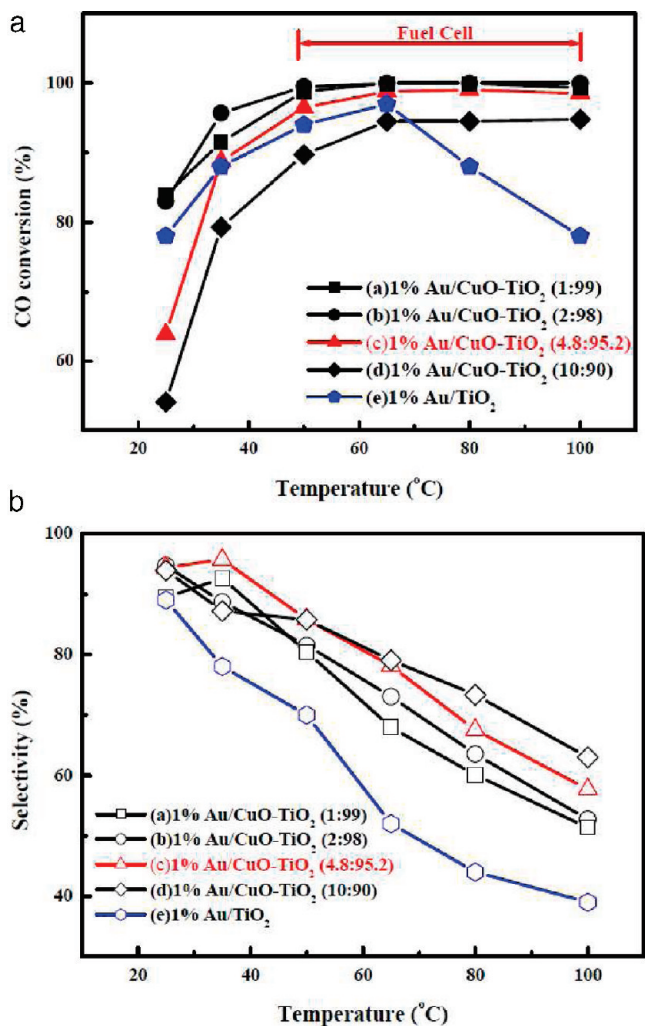 a
Fuel Cell
100
80
60
CO conversion (%)
(a)1% Au/CuO-TiO₂ (1:99)
(b)1% Au/CuO-TiO₂ (2:98)
(c)1% Au/CuO-TiO₂ (4.8:95.2)
(d)1% Au/CuO-TiO₂ (10:90)
(e)1% Au/TiO₂
20 40 60 80 100
Temperature (°C)
b
100
80
60
40
Selectivity (%)
(a)1% Au/CuO-TiO₂ (1:99)
(b)1% Au/CuO-TiO₂ (2:98)
(c)1% Au/CuO-TiO₂ (4.8:95.2)
(d)1% Au/CuO-TiO₂ (10:90)
(e)1% Au/TiO₂
20 40 60 80 100
Temperature (°C)